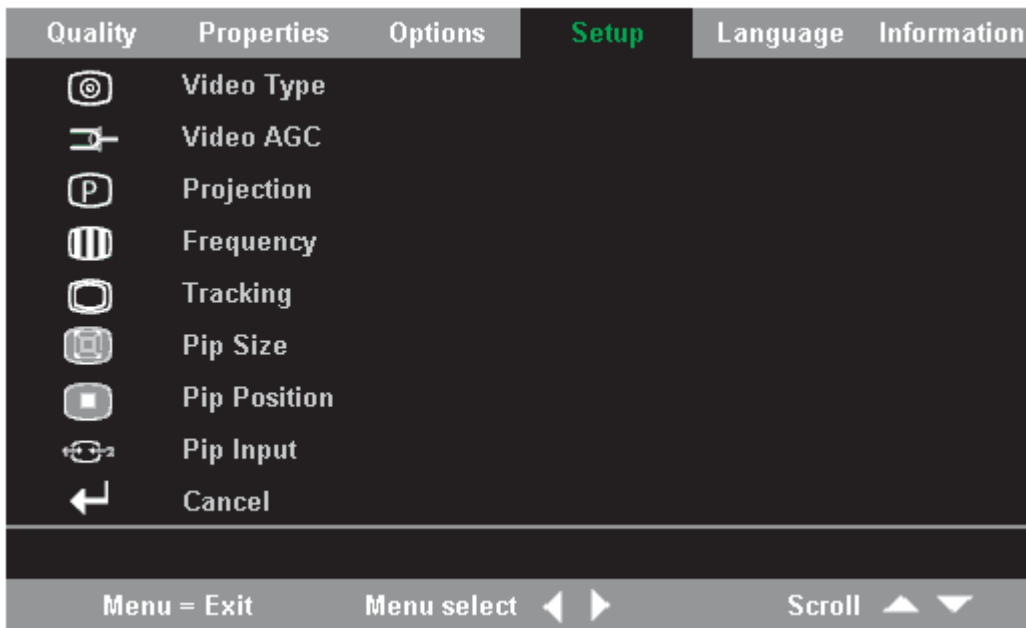 Quality Properties Options Setup Language Information
Video Type
Video AGC
P Projection
Frequency
Tracking
Pip Size
Pip Position
Pip Input
Cancel
Menu = Exit Menu select Scroll